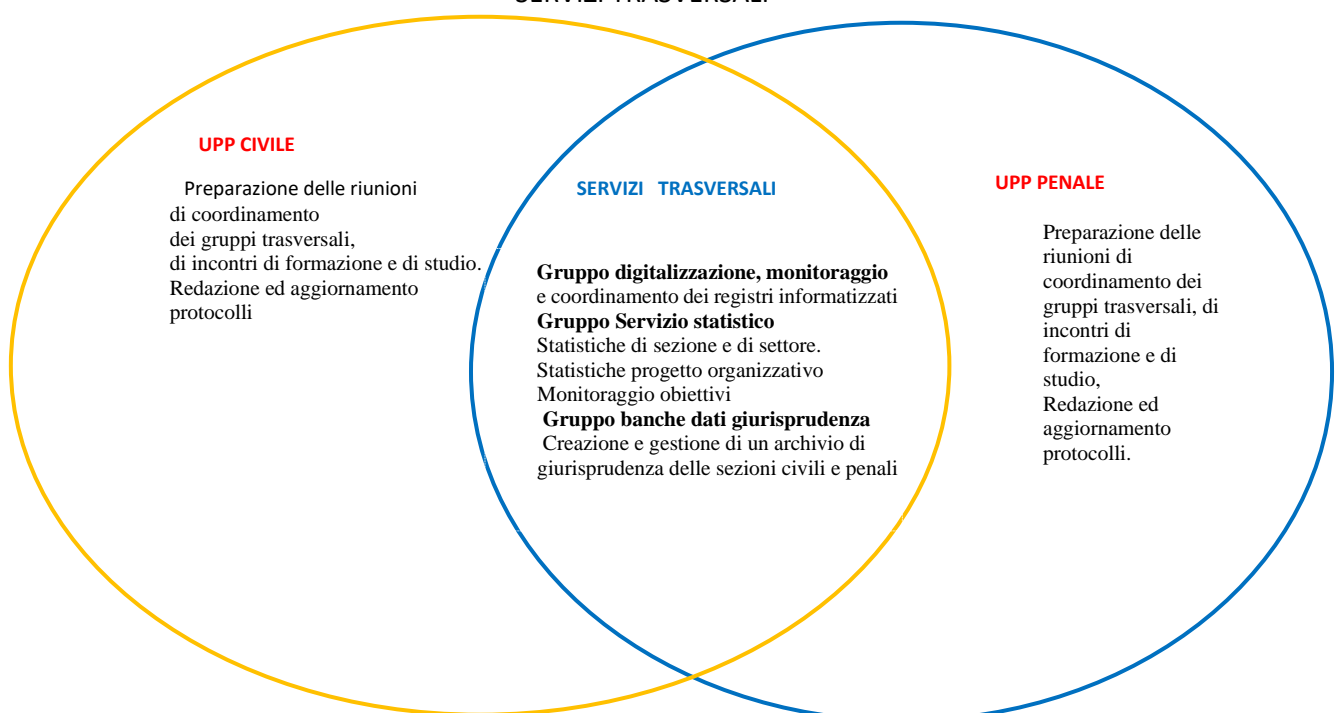 SERVIZI TRASVERSALI
UPP CIVILE
Preparazione delle riunioni
di coordinamento
dei gruppi trasversali,
di incontri di formazione e di studio.
Redazione ed aggiornamento
protocolli
SERVIZI TRASVERSALI
Gruppo digitalizzazione, monitoraggio
e coordinamento dei registri informatizzati
Gruppo Servizio statistico
Statistiche di sezione e di settore.
Statistiche progetto organizzativo
Monitoraggio obiettivi
Gruppo banche dati giurisprudenza
Creazione e gestione di un archivio di
giurisprudenza delle sezioni civili e penali
UPP PENALE
Preparazione delle
riunioni di
coordinamento dei
gruppi trasversali, di
incontri di
formazione e di
studio,
Redazione ed
aggiornamento
protocolli.